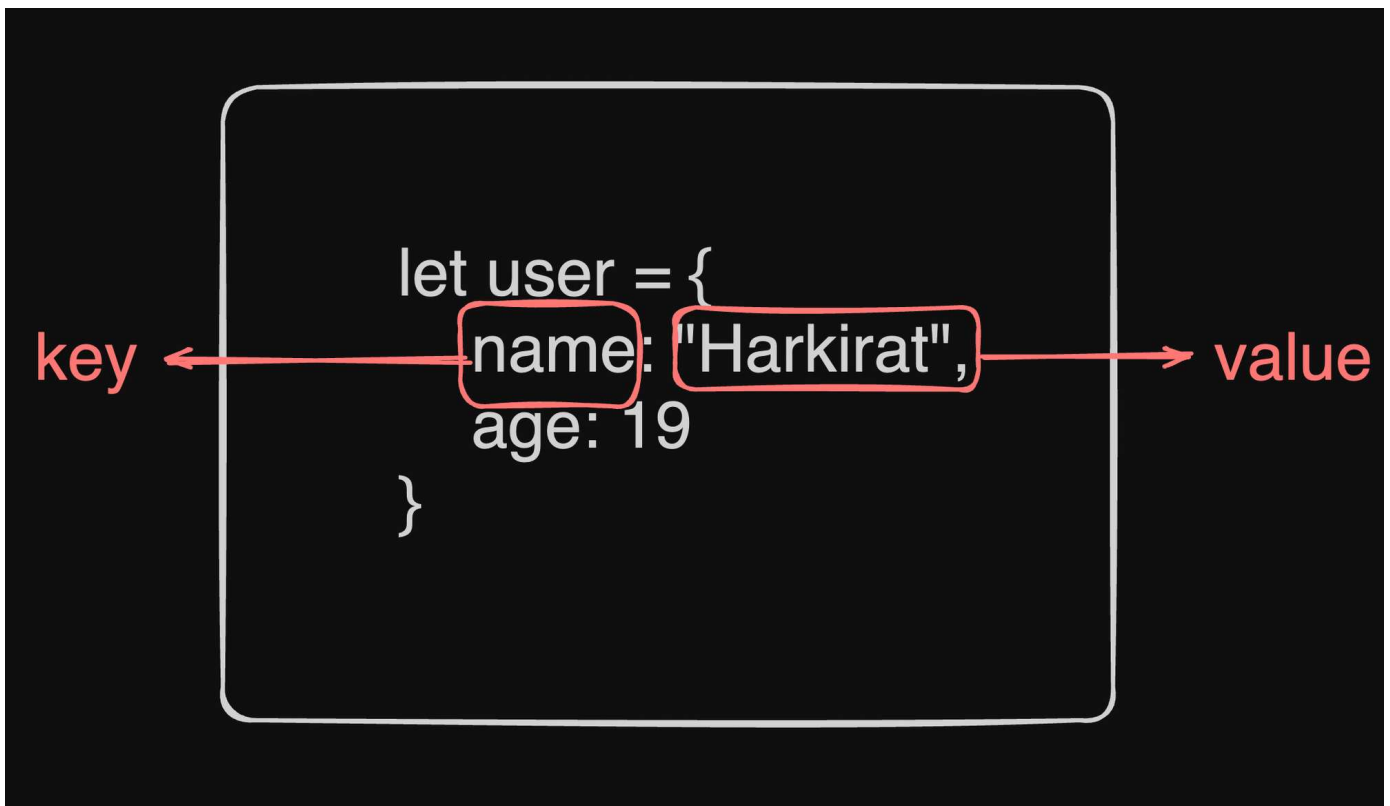 let user = {
key name: "Harkirat", value
age: 19
}